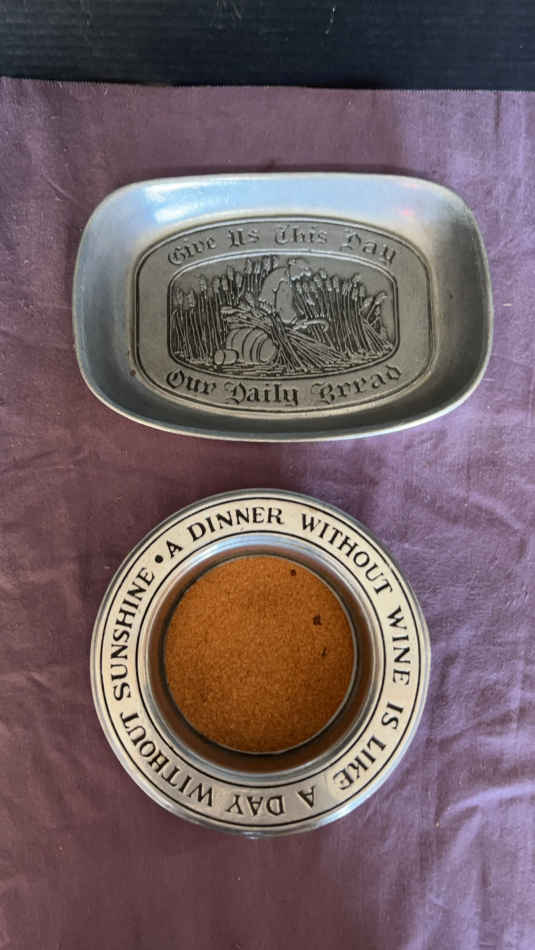 Give Us This Day
Our Daily Bread
• A DINNER WITHOUT WINE IS LIKE A DAY WITHOUT SUNSHINE